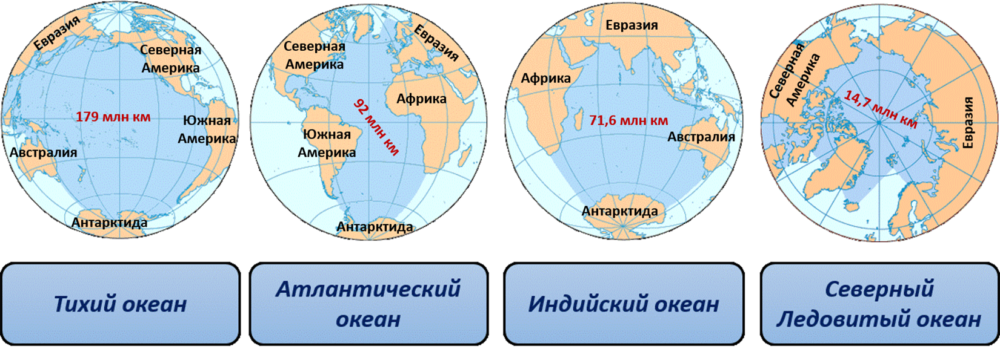 Евразия
Северная
Америка
179 млн км
Южная
Америка
Австралия
Антарктида
Северная
Америка
Евразия
Африка
92 млн км
Южная
Америка
Антарктида
Евразия
Африка
71,6 млн км
Австралия
Антарктида
Северная
Америка
14,7 млн км
Евразия
Тихий океан
Атлантический
океан
Индийский океан
Северный
Ледовитый океан